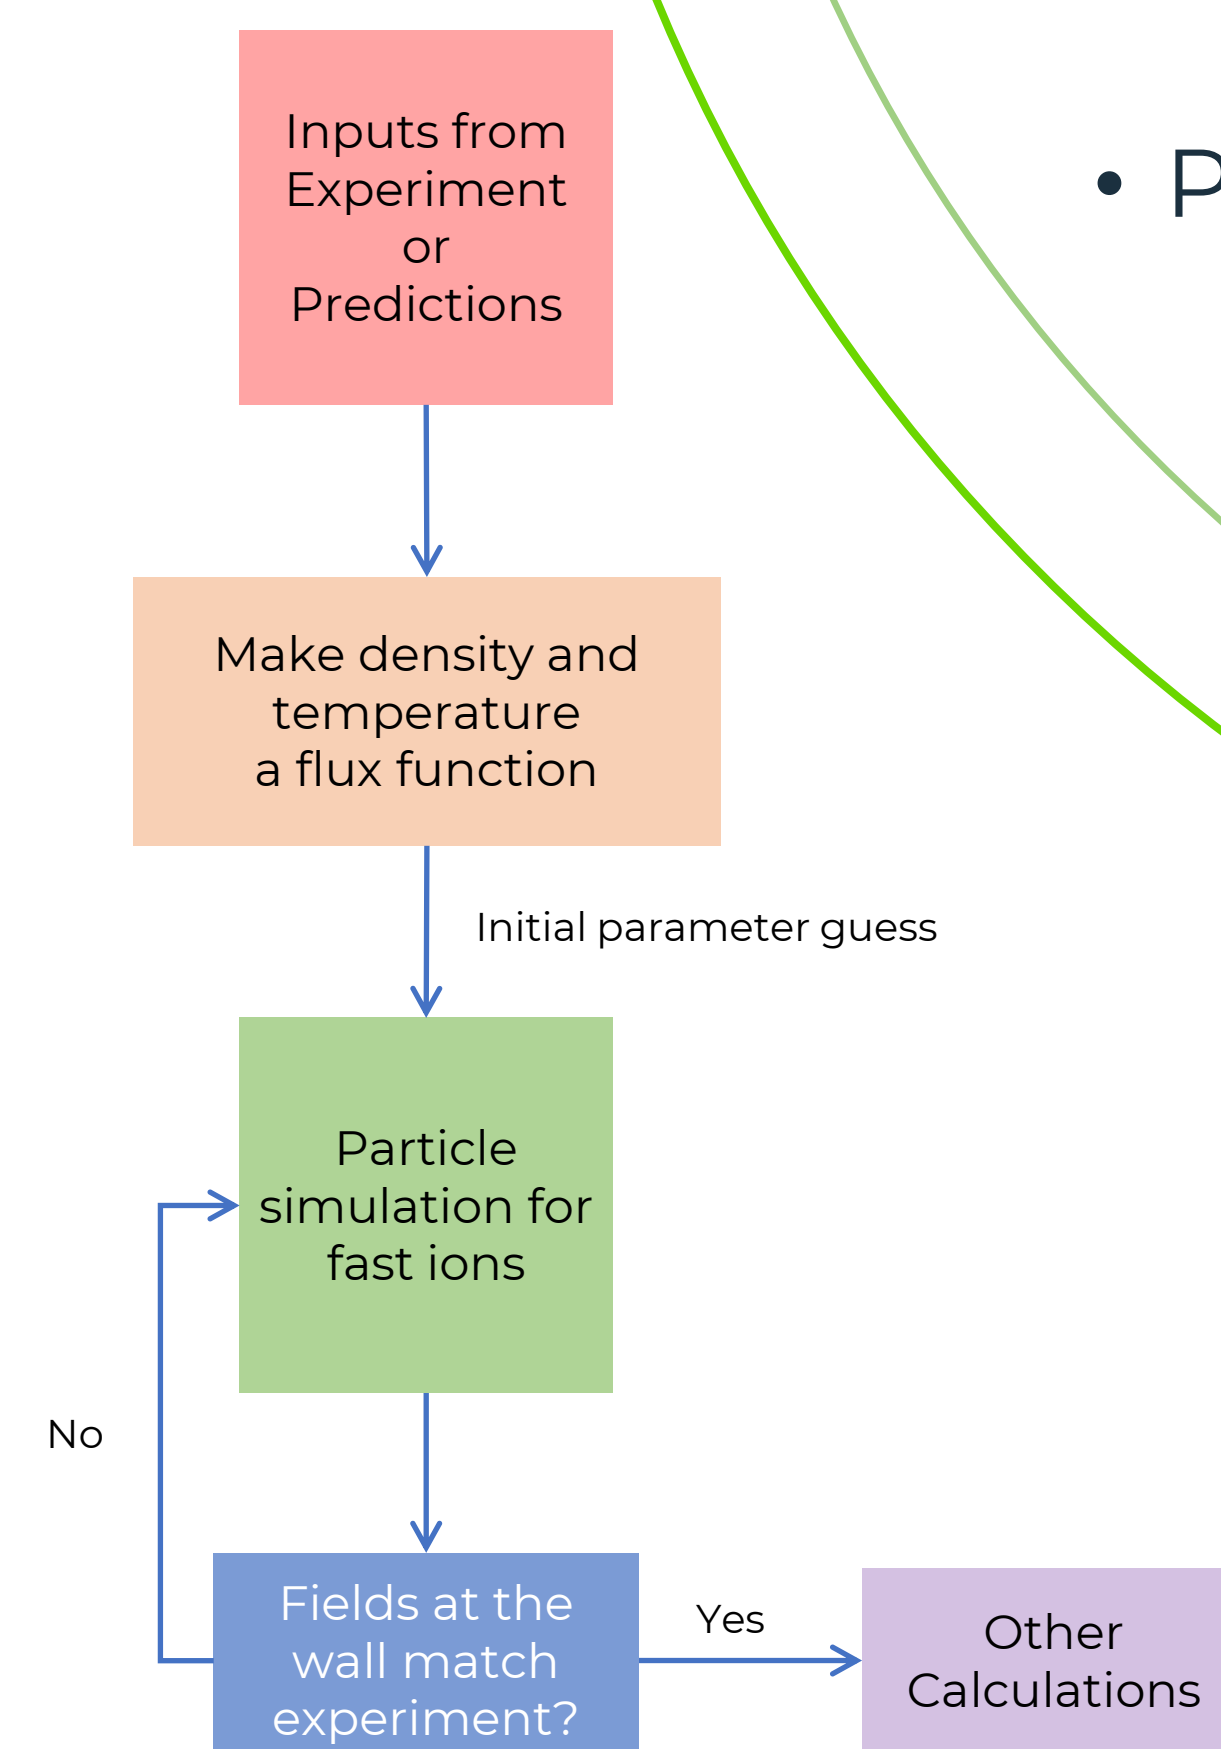 Inputs from
Experiment
or
Predictions
Make density and
temperature
a flux function
Initial parameter guess
Particle
simulation for
fast ions
No
Fields at the
wall match
experiment?
Yes
Other
Calculations